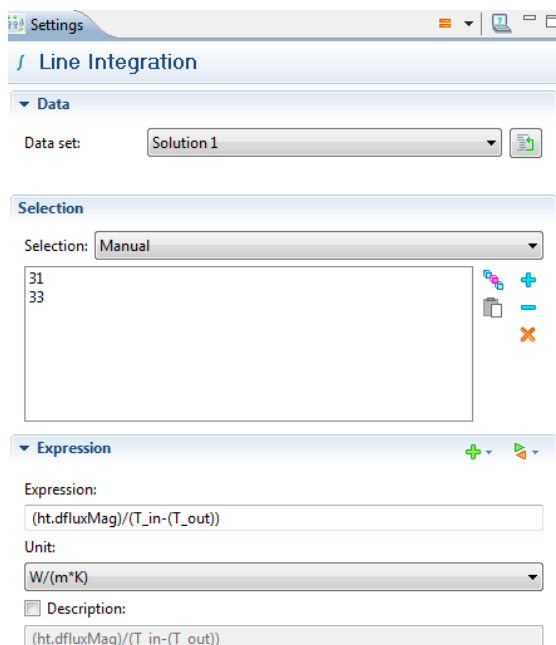 Settings
Line Integration
Data
Data set: Solution 1
Selection
Selection: Manual
31
33
Expression
Expression:
(ht.dfluxMag)/(T_in-(T_out))
Unit:
W/(m*K)
Description:
(ht.dfluxMag)/(T_in-(T_out))